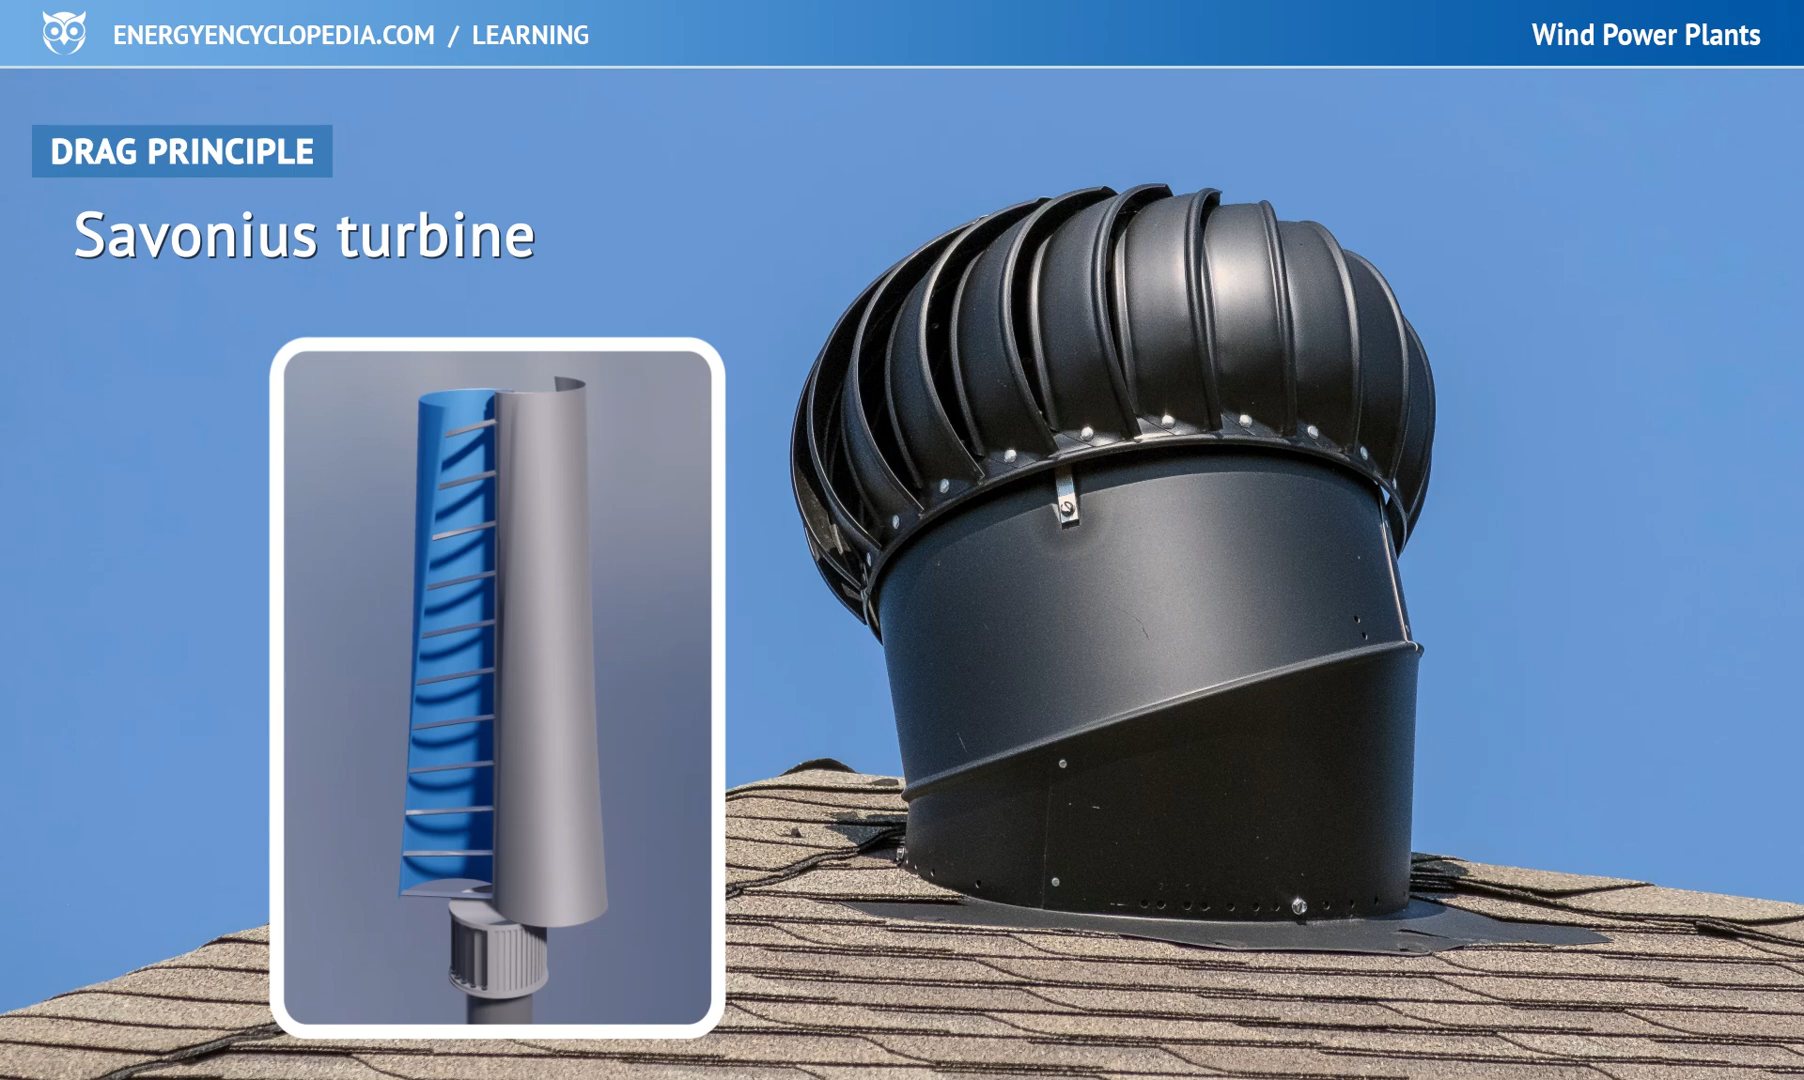 ENERGYENCYCLOPEDIA.COM / LEARNING
Wind Power Plants
DRAG PRINCIPLE
Savonius turbine